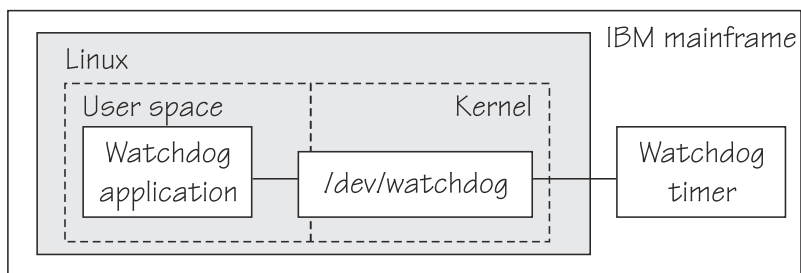 IBM mainframe
Linux
User space
Kernel
Watchdog
application
/dev/watchdog
Watchdog
timer